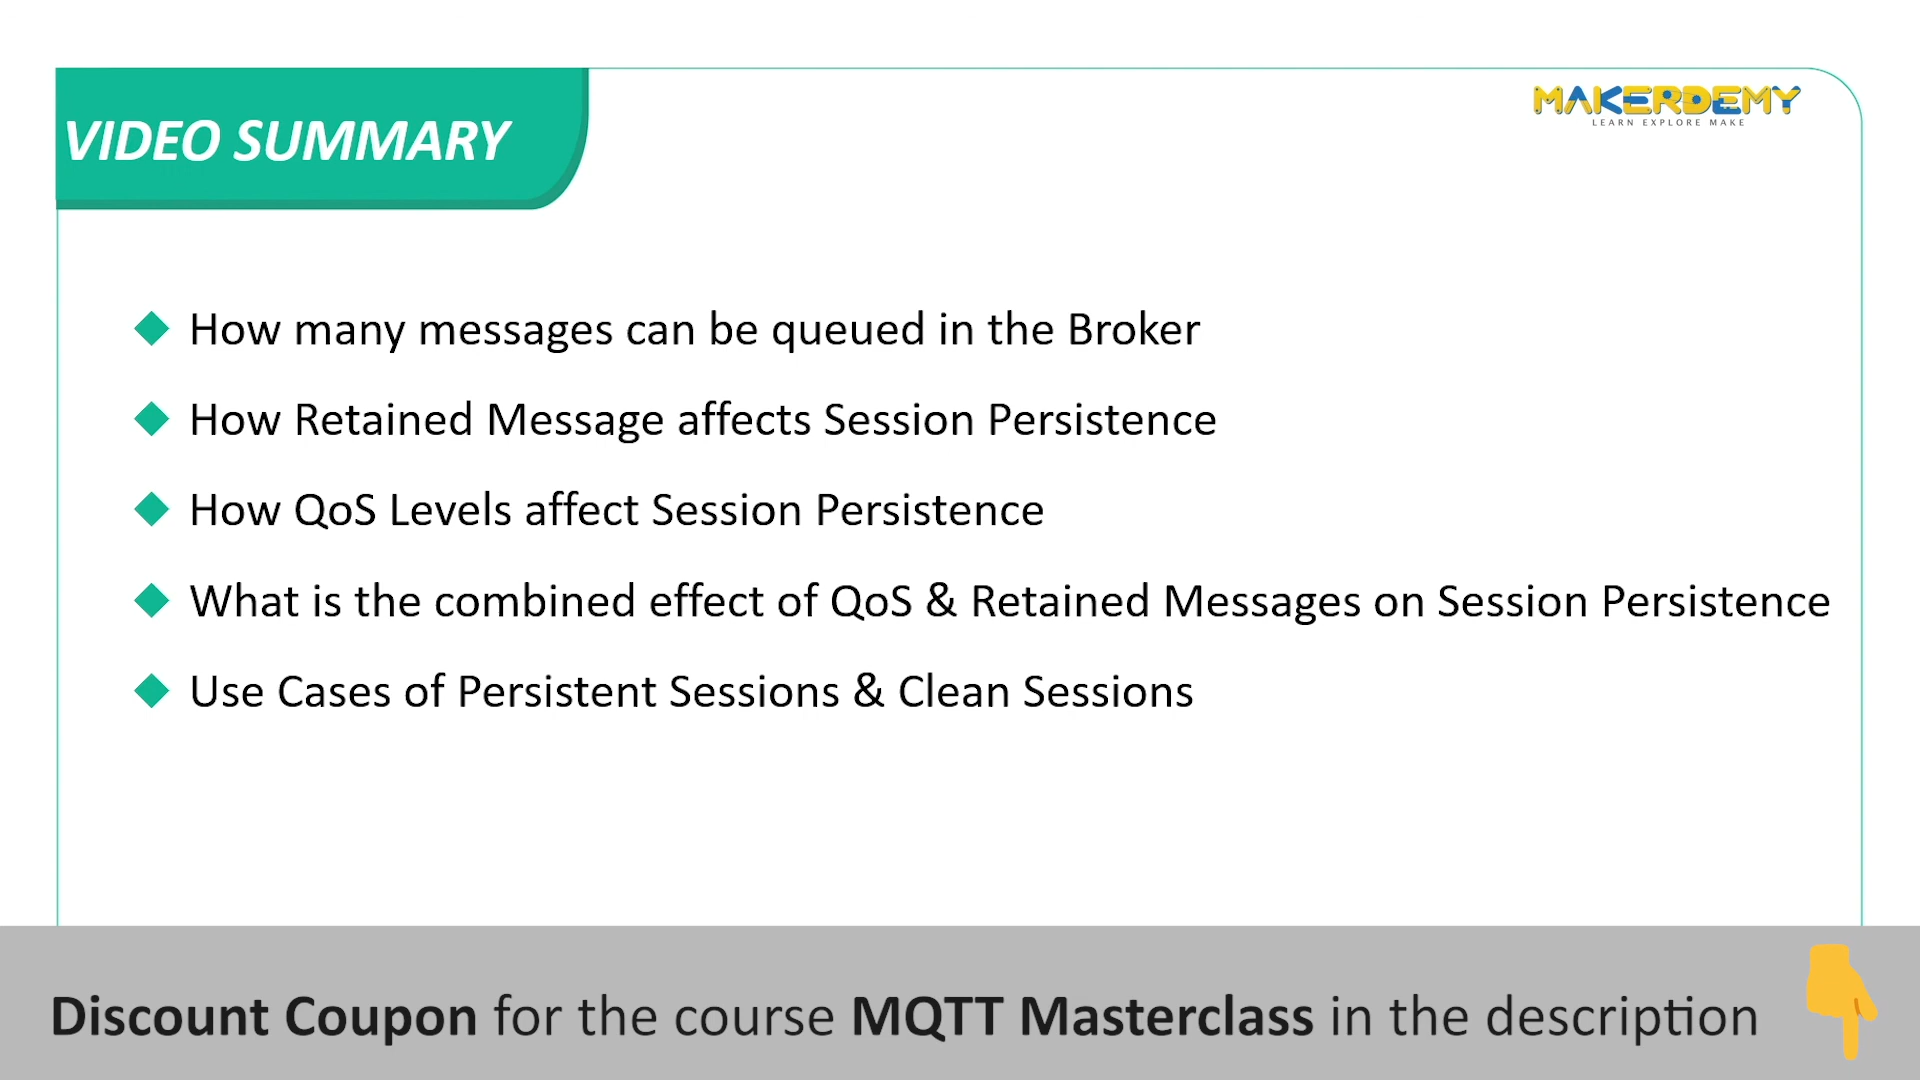 VIDEO SUMMARY
MAKERDEMY
LEARN EXPLORE MAKE
How many messages can be queued in the Broker
How Retained Message affects Session Persistence
How QoS Levels affect Session Persistence
What is the combined effect of QoS & Retained Messages on Session Persistence
Use Cases of Persistent Sessions & Clean Sessions
Discount Coupon for the course MQTT Masterclass in the description